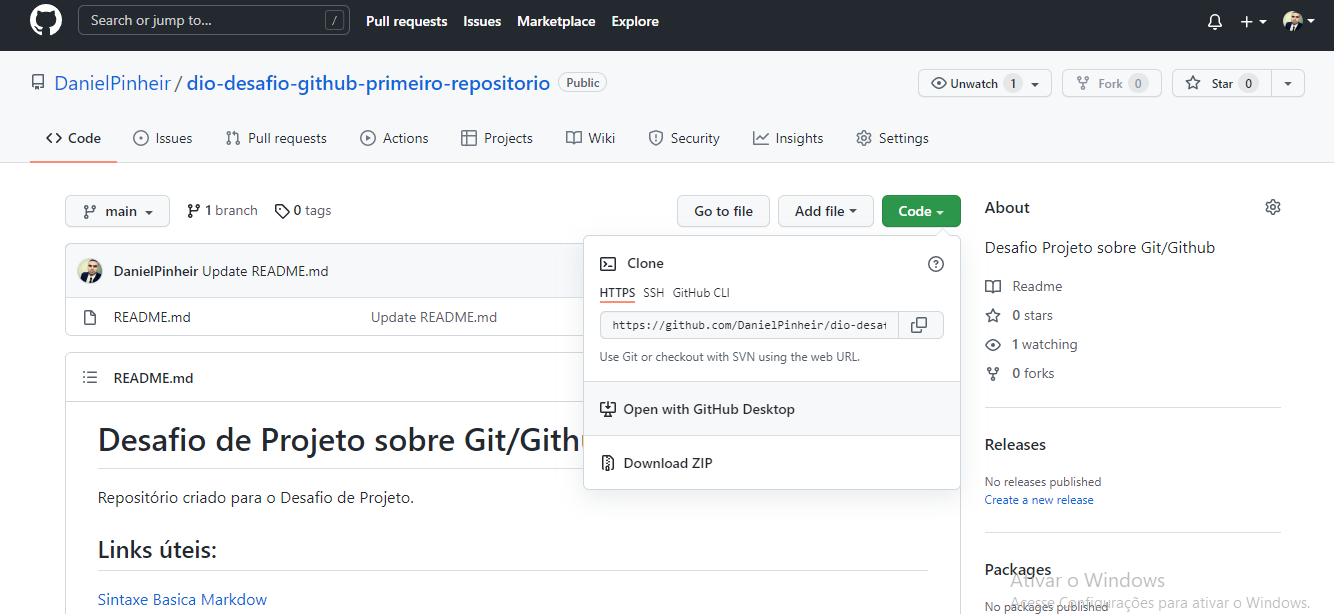 Search or jump to... /
Pull requests Issues Marketplace Explore
DanielPinheir / dio-desafio-github-primeiro-repositorio Public
Unwatch 1 Fork 0 Star 0
Code Issues Pull requests Actions Projects Wiki Security Insights Settings
main 1 branch 0 tags Go to file Add file Code
DanielPinheir Update README.md
README.md Update README.md
README.md
Desafio de Projeto sobre Git/Gith
Repositório criado para o Desafio de Projeto.
Links úteis:
Sintaxe Basica Markdow
Clone
HTTPS SSH GitHub CLI
https://github.com/DanielPinheir/dio-desaf
Use Git or checkout with SVN using the web URL.
Open with GitHub Desktop
Download ZIP
About
Desafio Projeto sobre Git/Github
Readme
0 stars
1 watching
0 forks
Releases
No releases published
Create a new release
Packages
No packages published
Ativar o Windows
Acesse Configurações para ativar o Windows.